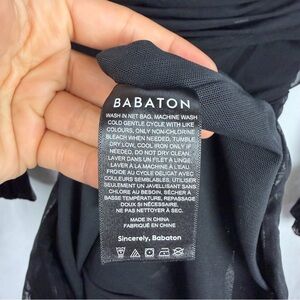 BABATON
WASH IN NET BAG, MACHINE WASH
COLD GENTLE CYCLE WITH LIKE
COLOURS, ONLY NON-CHLORINE
BLEACH WHEN NEEDED, TUMBLE
DRY LOW, COOL IRON ONLY IF
NEEDED, DO NOT DRY CLEAN.
LAVER DANS UN FILET À LINGE
LAVER À LA MACHINE À L'EAU
FROIDE AU CYCLE DÉLICAT AVEC
COULEURS SEMBLABLES, UTILISER
SEULEMENT UN JAVELLISANT SANS
CHLORE AU BESOIN, SÉCHER À
BASSE TEMPÉRATURE, REPASSAGE
DOUX SI NÉCESSAIRE,
NE PAS NETTOYER À SEC.
MADE IN CHINA
FABRIQUÉ EN CHINE
Sincerely, Babaton